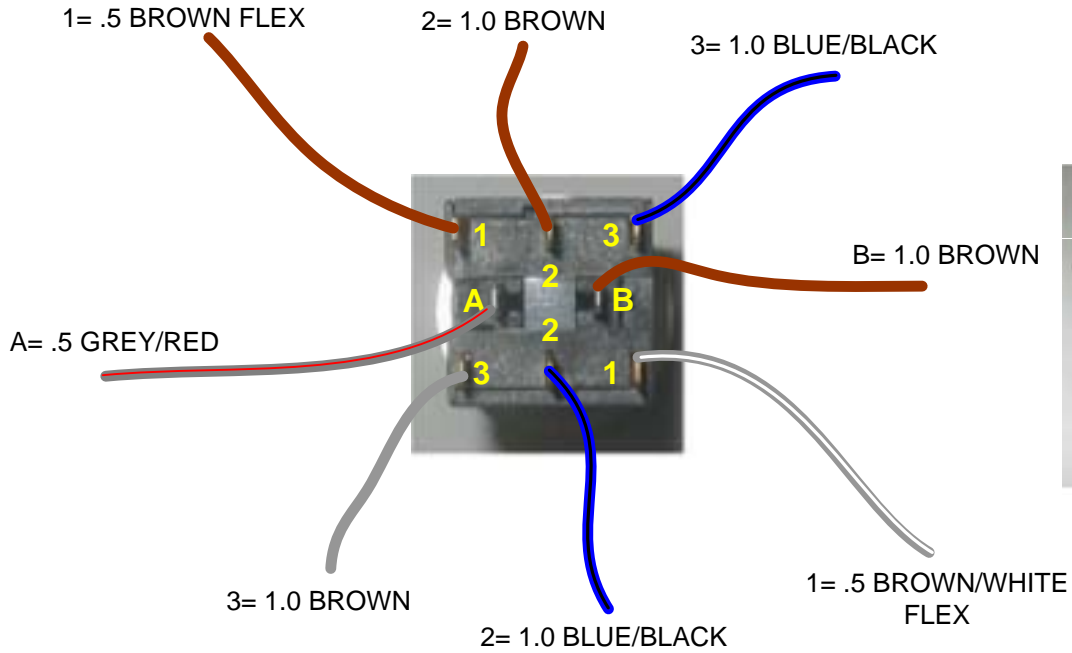 1= .5 BROWN FLEX
2= 1.0 BROWN
3= 1.0 BLUE/BLACK
1
2
3
B= 1.0 BROWN
A
B
2
A= .5 GREY/RED
3
1
3= 1.0 BROWN
2= 1.0 BLUE/BLACK
1= .5 BROWN/WHITE
FLEX